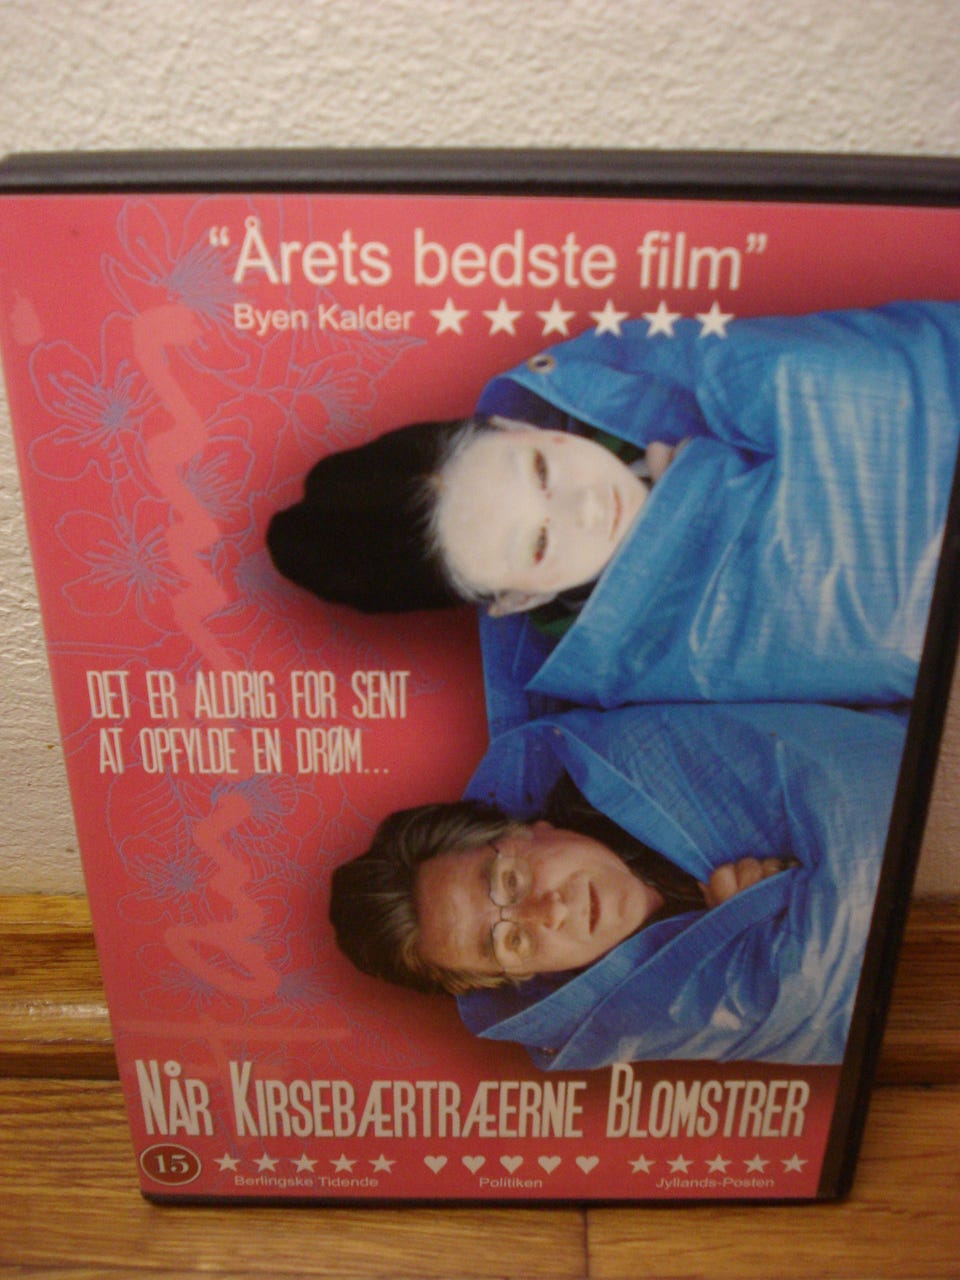 “Årets bedste film”
Byen Kalder ★★★★★★
DET ER ALDRIG FOR SENT
AT OPFYLDE EN DRØM...
NÅR KIRSEBÆRTRÆERNE BLOMSTRER
15 ★★★★★ ♥♥♥♥♥ ★★★★★
Berlingske Tidende Politiken Jyllands-Posten